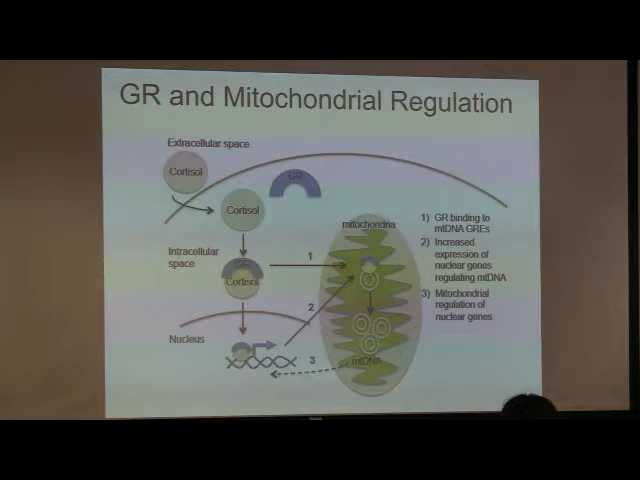 GR and Mitochondrial Regulation
Extracellular space
Cortisol
GR
Cortisol
mitochondria
1) GR binding to
mtDNA GREs
2) Increased
expression of
nuclear genes
regulating mtDNA
3) Mitochondrial
regulation of
nuclear genes
Intracellular
space
Cortisol
1
2
Nucleus
3
mtDNA